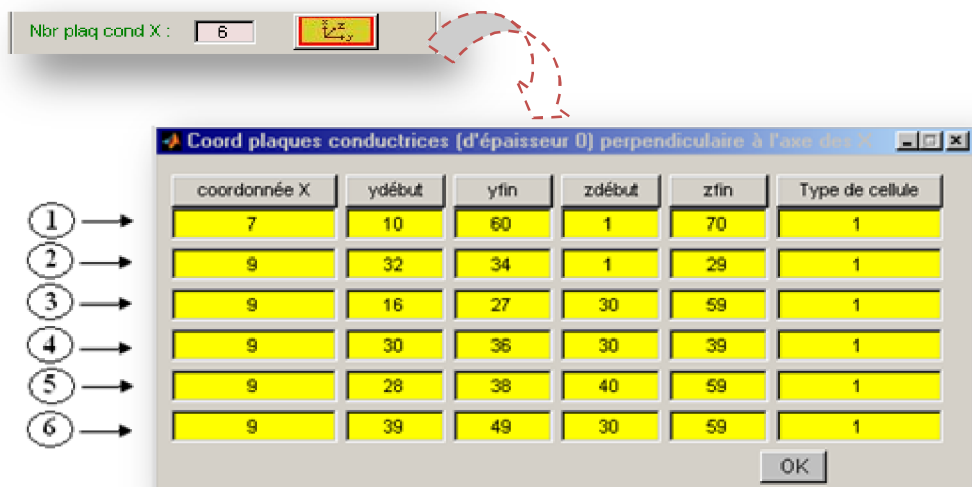 Nbr plaq cond X : 6
x z y
Coord plaques conductrices (d'épaisseur 0) perpendiculaire à l'axe des X
coordonnée X ydébut yfin zdébut zfin Type de cellule
1 7 10 60 1 70 1
2 9 32 34 1 29 1
3 9 16 27 30 59 1
4 9 30 36 30 39 1
5 9 28 38 40 59 1
6 9 39 49 30 59 1
OK